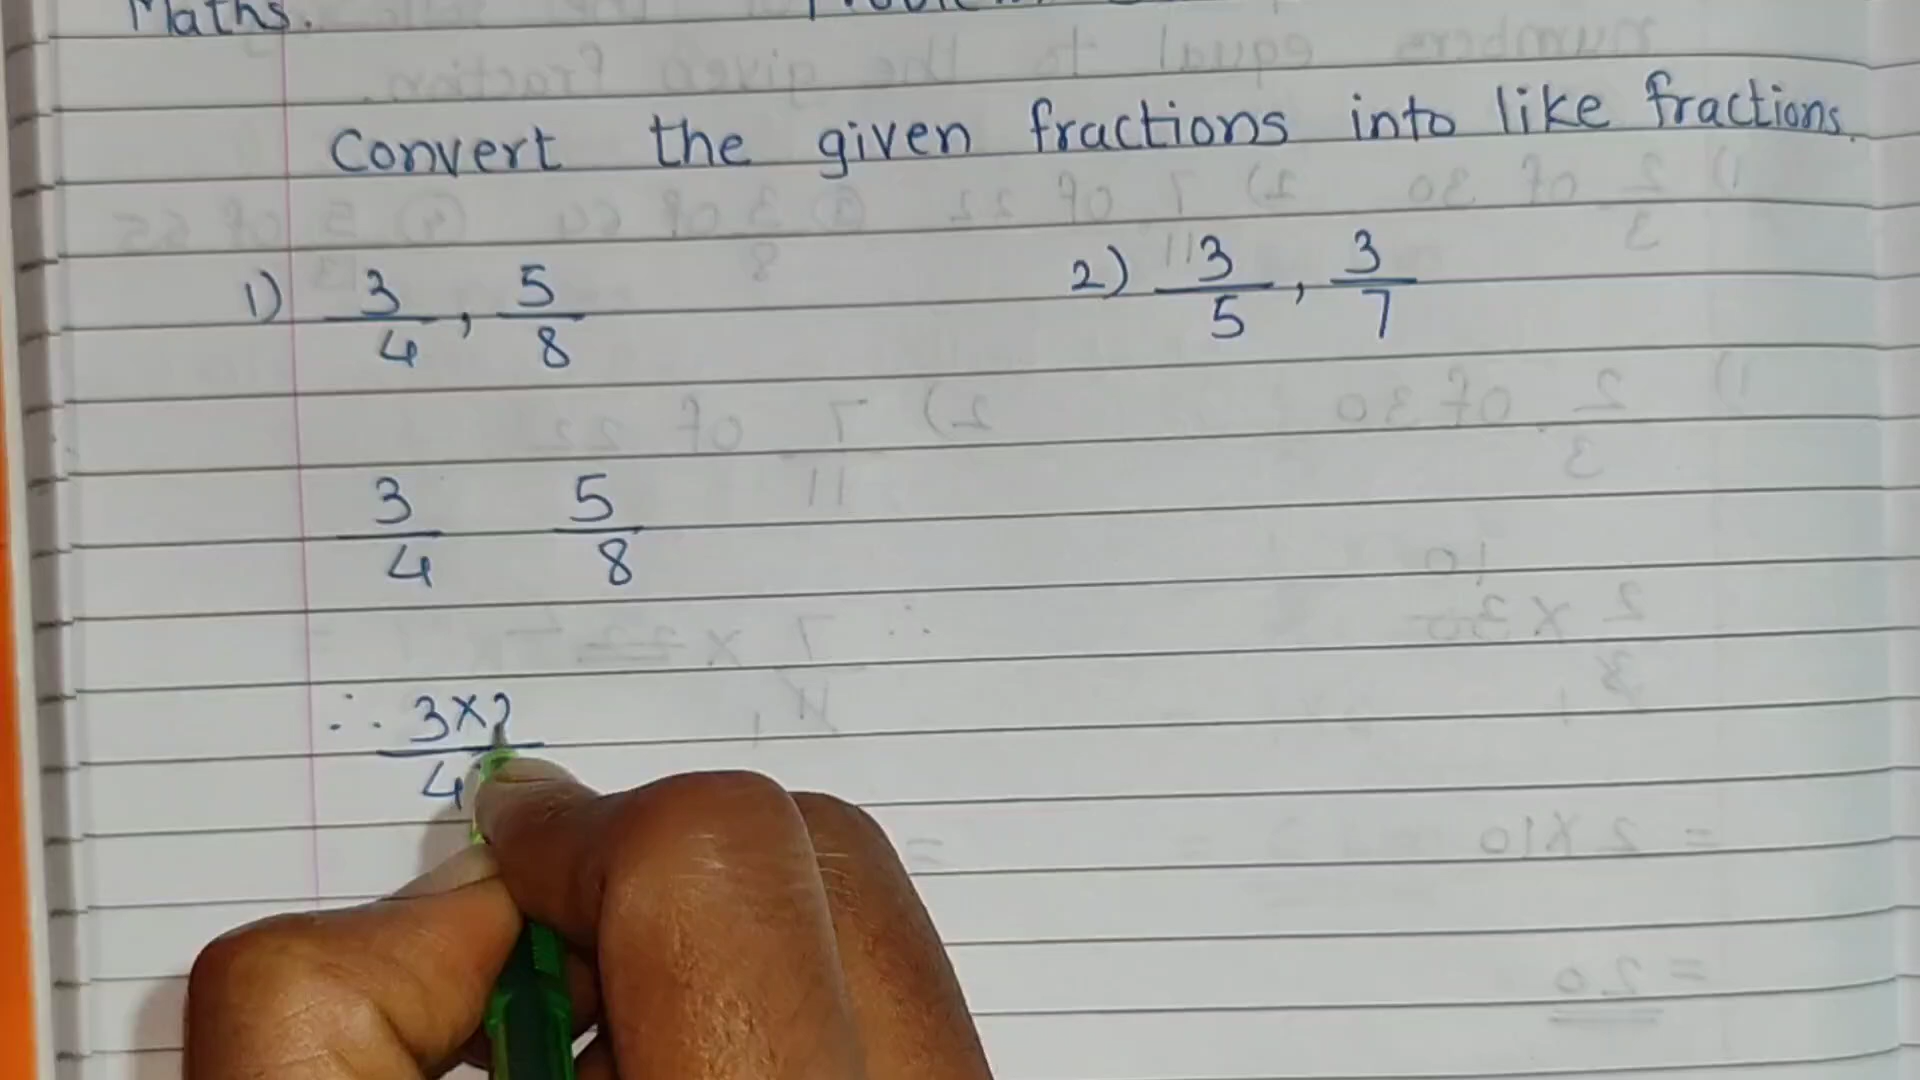 Maths.
Convert the given fractions into like fractions.
1) 3/4, 5/8 2) 3/5, 3/7
3/4 5/8
∴ 3×2
4